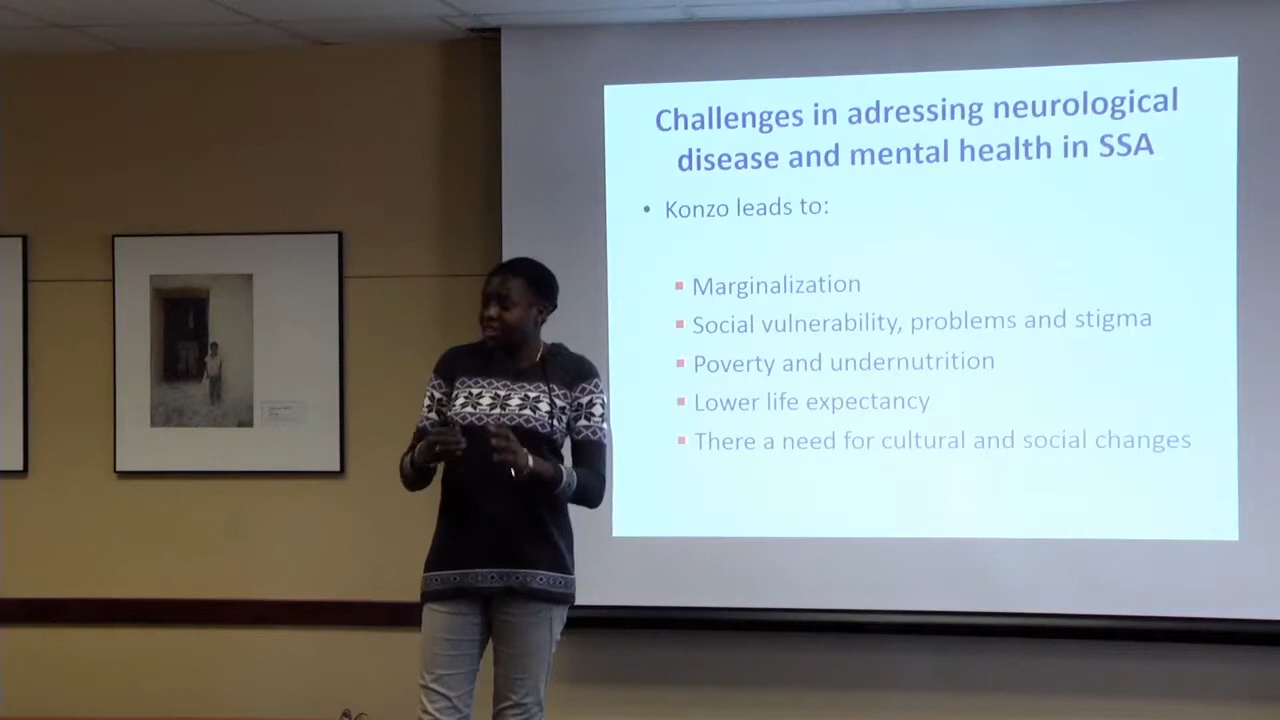 Challenges in adressing neurological
disease and mental health in SSA
• Konzo leads to:
▪ Marginalization
▪ Social vulnerability, problems and stigma
▪ Poverty and undernutrition
▪ Lower life expectancy
▪ There a need for cultural and social changes